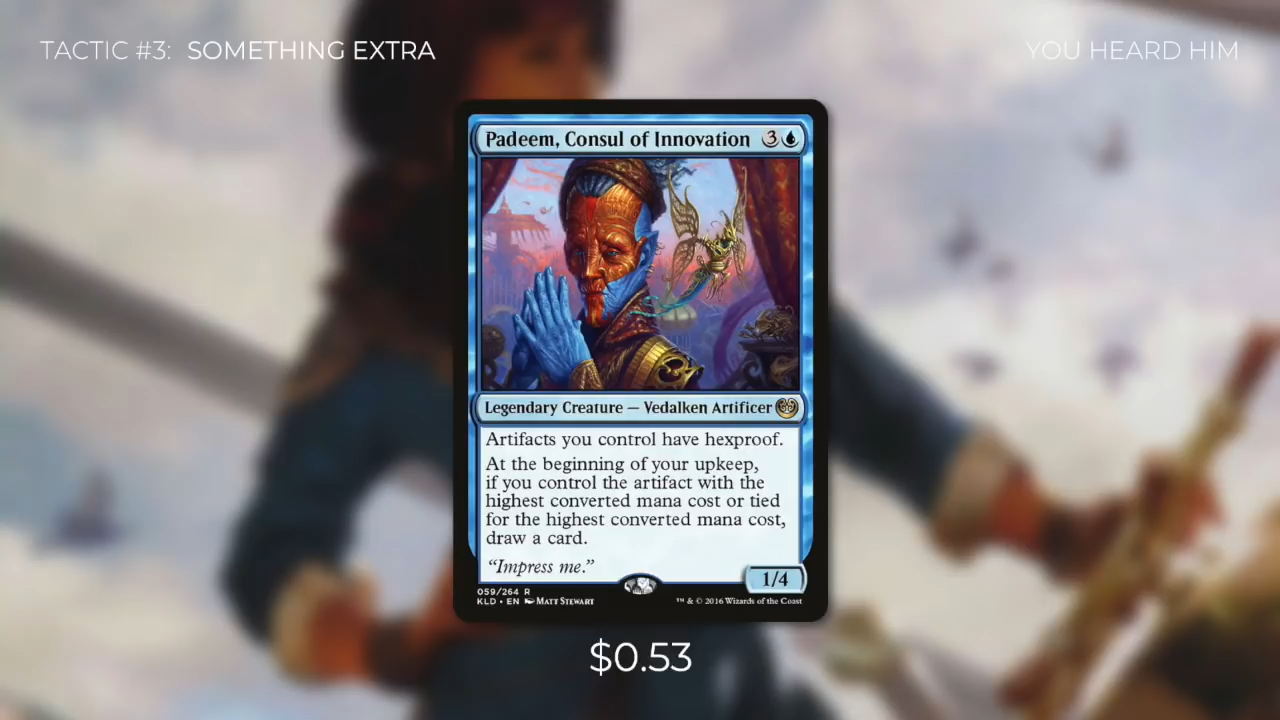 TACTIC #3: SOMETHING EXTRA
YOU HEARD HIM
Padeem, Consul of Innovation 3
Legendary Creature — Vedalken Artificer
Artifacts you control have hexproof.
At the beginning of your upkeep,
if you control the artifact with the
highest converted mana cost or tied
for the highest converted mana cost,
draw a card.
“Impress me.”
1/4
059/264 R
KLD • EN Matt Stewart
™ & © 2016 Wizards of the Coast
$0.53